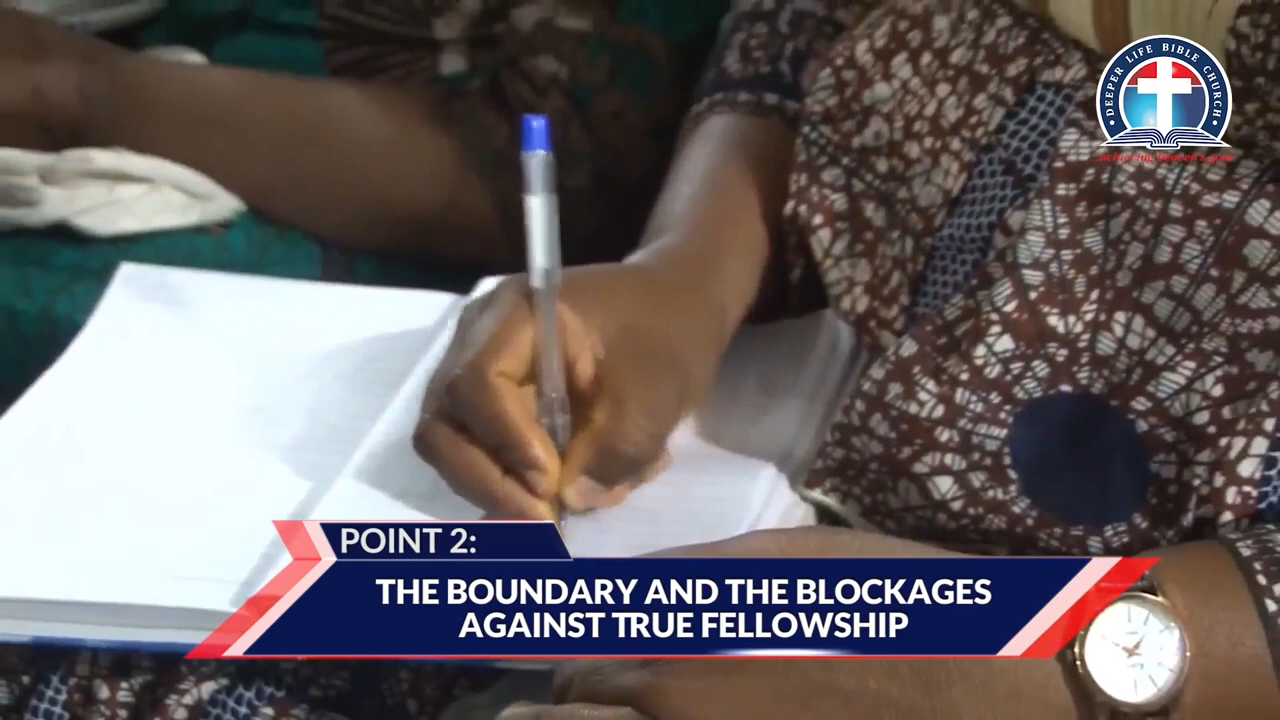 DEEPER LIFE BIBLE CHURCH
POINT 2:
THE BOUNDARY AND THE BLOCKAGES
AGAINST TRUE FELLOWSHIP